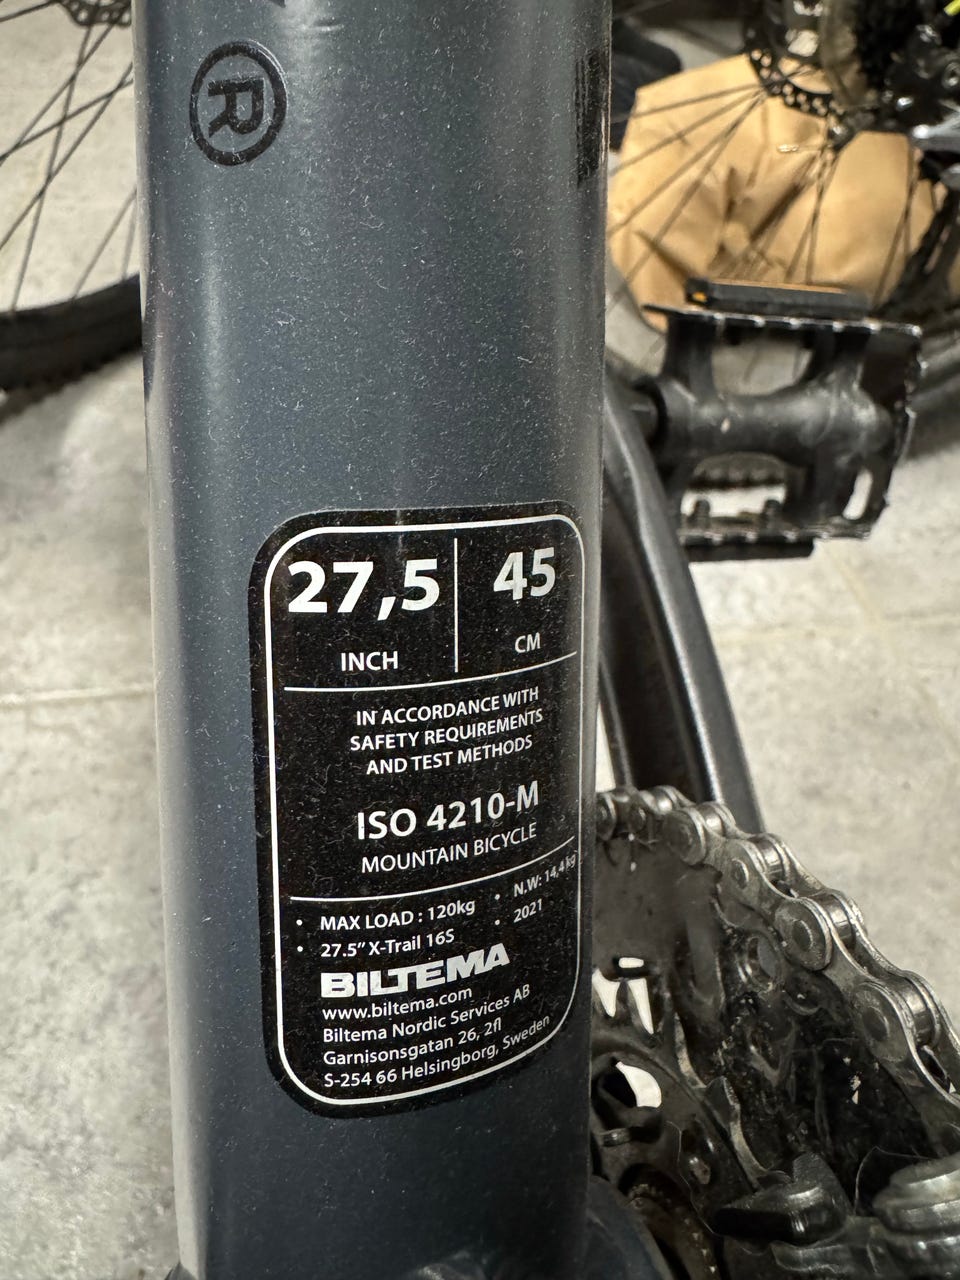 ®
27,5
INCH
45
CM
IN ACCORDANCE WITH
SAFETY REQUIREMENTS
AND TEST METHODS
ISO 4210-M
MOUNTAIN BICYCLE
• MAX LOAD : 120kg
• N.W: 14,4 kg
• 27.5" X-Trail 16S
• 2021
BILTEMA
www.biltema.com
Biltema Nordic Services AB
Garnisonsgatan 26, 2fl
S-254 66 Helsingborg, Sweden